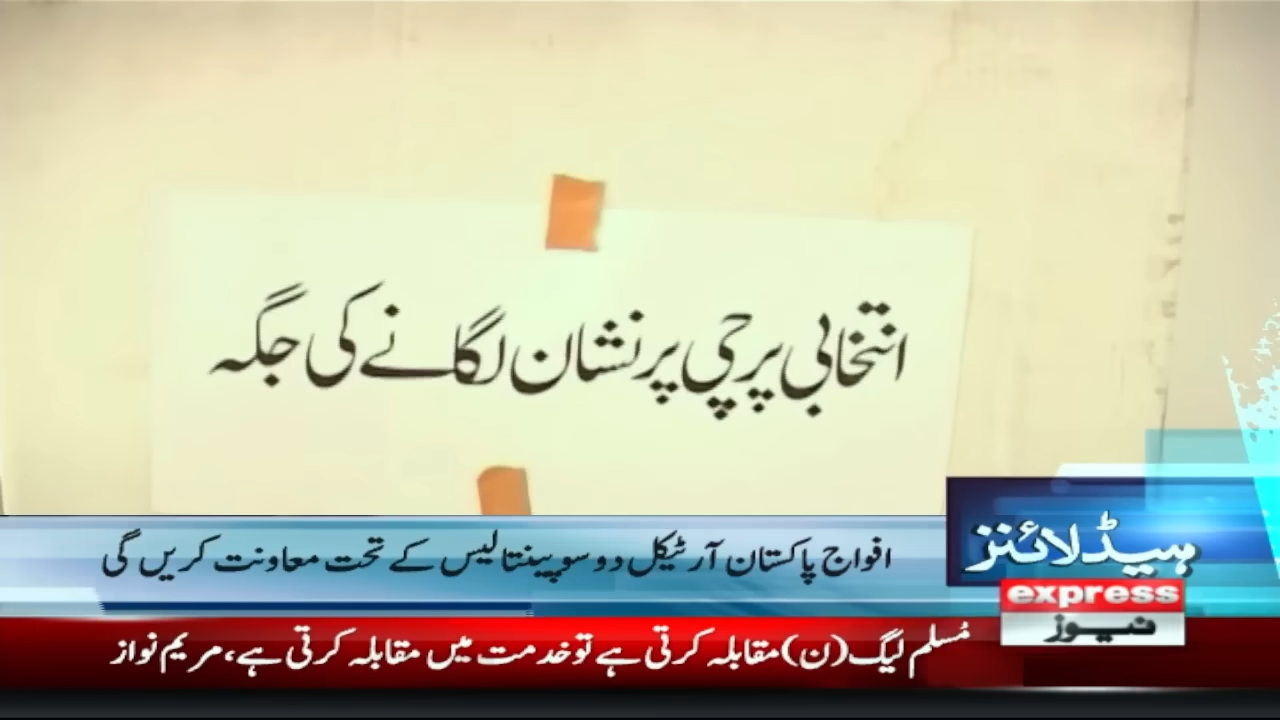 انتخابی پرچی پر نشان لگانے کی جگہ
ہیڈلائنز
افواج پاکستان آرٹیکل دو سو پینتالیس کے تحت معاونت کریں گی
express
نیوز
مُسلم لیگ(ن)مقابلہ کرتی ہے تو خدمت میں مقابلہ کرتی ہے،مریم نواز